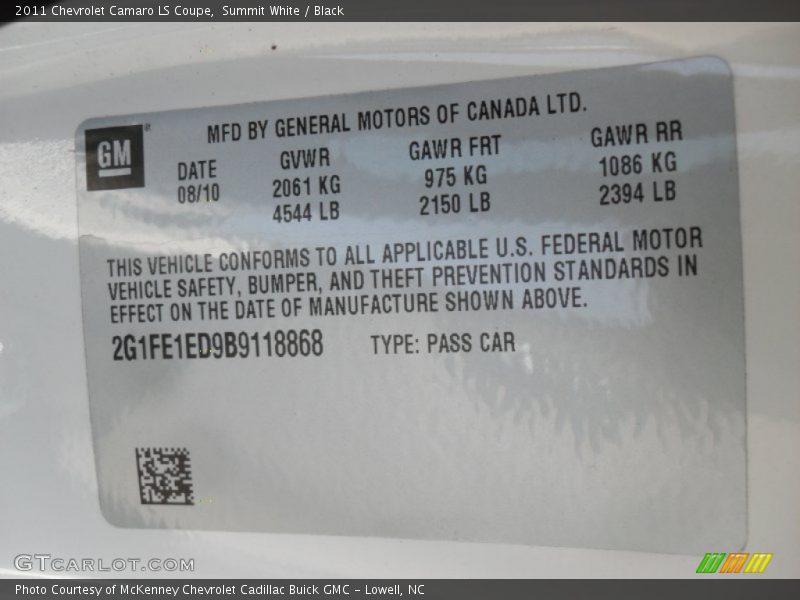 2011 Chevrolet Camaro LS Coupe, Summit White / Black
MFD BY GENERAL MOTORS OF CANADA LTD.
GM
DATE GVWR GAWR FRT GAWR RR
08/10 2061 KG 975 KG 1086 KG
4544 LB 2150 LB 2394 LB
THIS VEHICLE CONFORMS TO ALL APPLICABLE U.S. FEDERAL MOTOR
VEHICLE SAFETY, BUMPER, AND THEFT PREVENTION STANDARDS IN
EFFECT ON THE DATE OF MANUFACTURE SHOWN ABOVE.
2G1FE1ED9B9118868 TYPE: PASS CAR
GTCARLOT.COM
Photo Courtesy of McKenney Chevrolet Cadillac Buick GMC – Lowell, NC